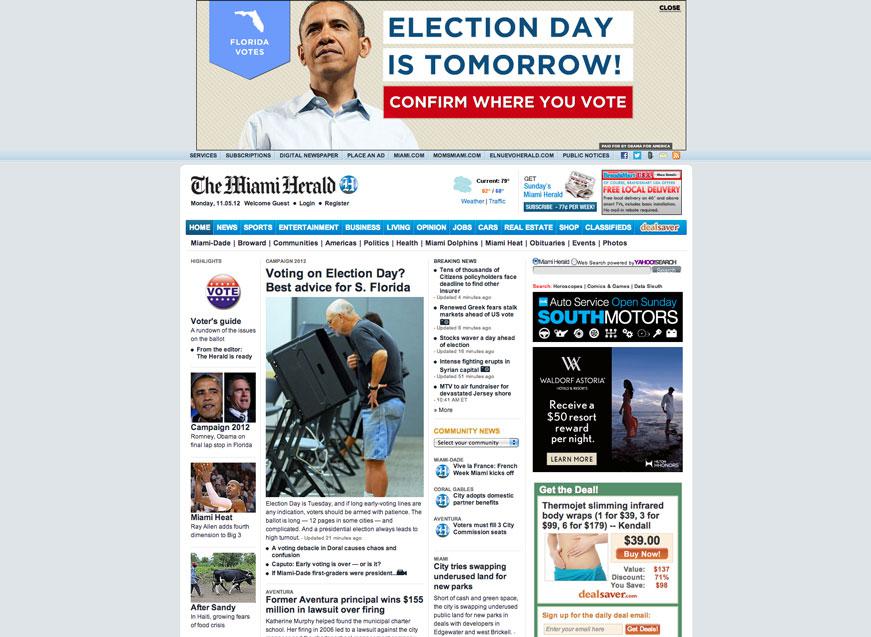 CLOSE
FLORIDA
VOTES
ELECTION DAY
IS TOMORROW!
CONFIRM WHERE YOU VOTE
PAID FOR BY OBAMA FOR AMERICA
SERVICES SUBSCRIPTIONS DIGITAL NEWSPAPER PLACE AN AD MIAMI.COM MOMSMIAMI.COM ELNUEVOHERALD.COM PUBLIC NOTICES
The Miami Herald
Monday, 11.05.12 Welcome Guest ● Login ● Register
Current: 79°
82° / 68°
Weather | Traffic
GET
Sunday's
Miami Herald
SUBSCRIBE - 77¢ PER WEEK!
BrandsMart U.S.A.
FREE LOCAL DELIVERY
HOME NEWS SPORTS ENTERTAINMENT BUSINESS LIVING OPINION JOBS CARS REAL ESTATE SHOP CLASSIFIEDS dealsaver
Miami-Dade | Broward | Communities | Americas | Politics | Health | Miami Dolphins | Miami Heat | Obituaries | Events | Photos
HIGHLIGHTS
VOTE
Voter's guide
A rundown of the issues
on the ballot
● From the editor:
The Herald is ready
Campaign 2012
Romney, Obama on
final lap stop in Florida
Miami Heat
Ray Allen adds fourth
dimension to Big 3
After Sandy
In Haiti, growing fears
of food crisis
CAMPAIGN 2012
Voting on Election Day?
Best advice for S. Florida
Election Day is Tuesday, and if long early-voting lines are
any indication, voters should be armed with patience. The
ballot is long — 12 pages in some cities — and
complicated. And a presidential election always leads to
high turnout. - Updated 21 minutes ago
● A voting debacle in Doral causes chaos and
confusion
● Caputo: Early voting is over — or is it?
● If Miami-Dade first-graders were president...
AVENTURA
Former Aventura principal wins $155
million in lawsuit over firing
Katherine Murphy helped found the municipal charter
school. Her firing in 2006 led to a lawsuit against the city
BREAKING NEWS
● Tens of thousands of
Citizens policyholders face
deadline to find other
insurer
- Updated 4 minutes ago
● Renewed Greek fears stalk
markets ahead of US vote
- Updated 8 minutes ago
● Stocks waver a day ahead
of election
- Updated 16 minutes ago
● Intense fighting erupts in
Syrian capital
- Updated 51 minutes ago
● MTV to air fundraiser for
devastated Jersey shore
- 10:41 AM ET
» More
COMMUNITY NEWS
Select your community
MIAMI-DADE
Vive la France: French
Week Miami kicks off
CORAL GABLES
City adopts domestic
partner benefits
AVENTURA
Voters must fill 3 City
Commission seats
MIAMI
City tries swapping
underused land for
new parks
Short of cash and green space,
the city is swapping underused
public land for new parks in
deals with developers in
Edgewater and west Brickell. -
Miami Herald Web Search powered by YAHOO! SEARCH
Search
Search: Horoscopes | Comics & Games | Data Sleuth
Auto Service Open Sunday
SOUTHMOTORS
WALDORF ASTORIA
HOTELS & RESORTS
Receive a
$50 resort
reward
per night.
LEARN MORE
HILTON
HHONORS
Get the Deal!
Thermojet slimming infrared
body wraps (1 for $39, 3 for
$99, 6 for $179) -- Kendall
$39.00
Buy Now!
Value: $137
Discount: 71%
You Save: $98
dealsaver.com
Sign up for the daily deal email:
Enter your email here Get Deals!